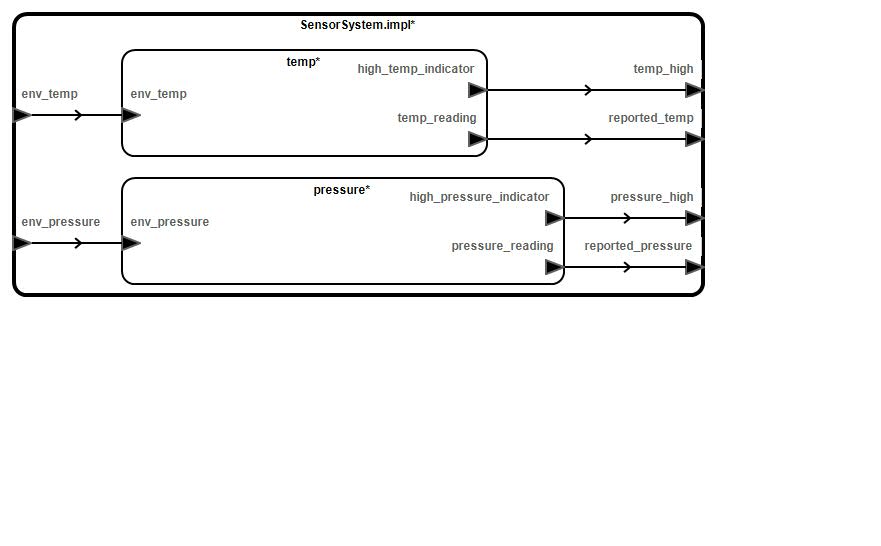 SensorSystem.impl*
temp*
high_temp_indicator
temp_high
env_temp
env_temp
temp_reading
reported_temp
pressure*
high_pressure_indicator
pressure_high
env_pressure
env_pressure
pressure_reading
reported_pressure